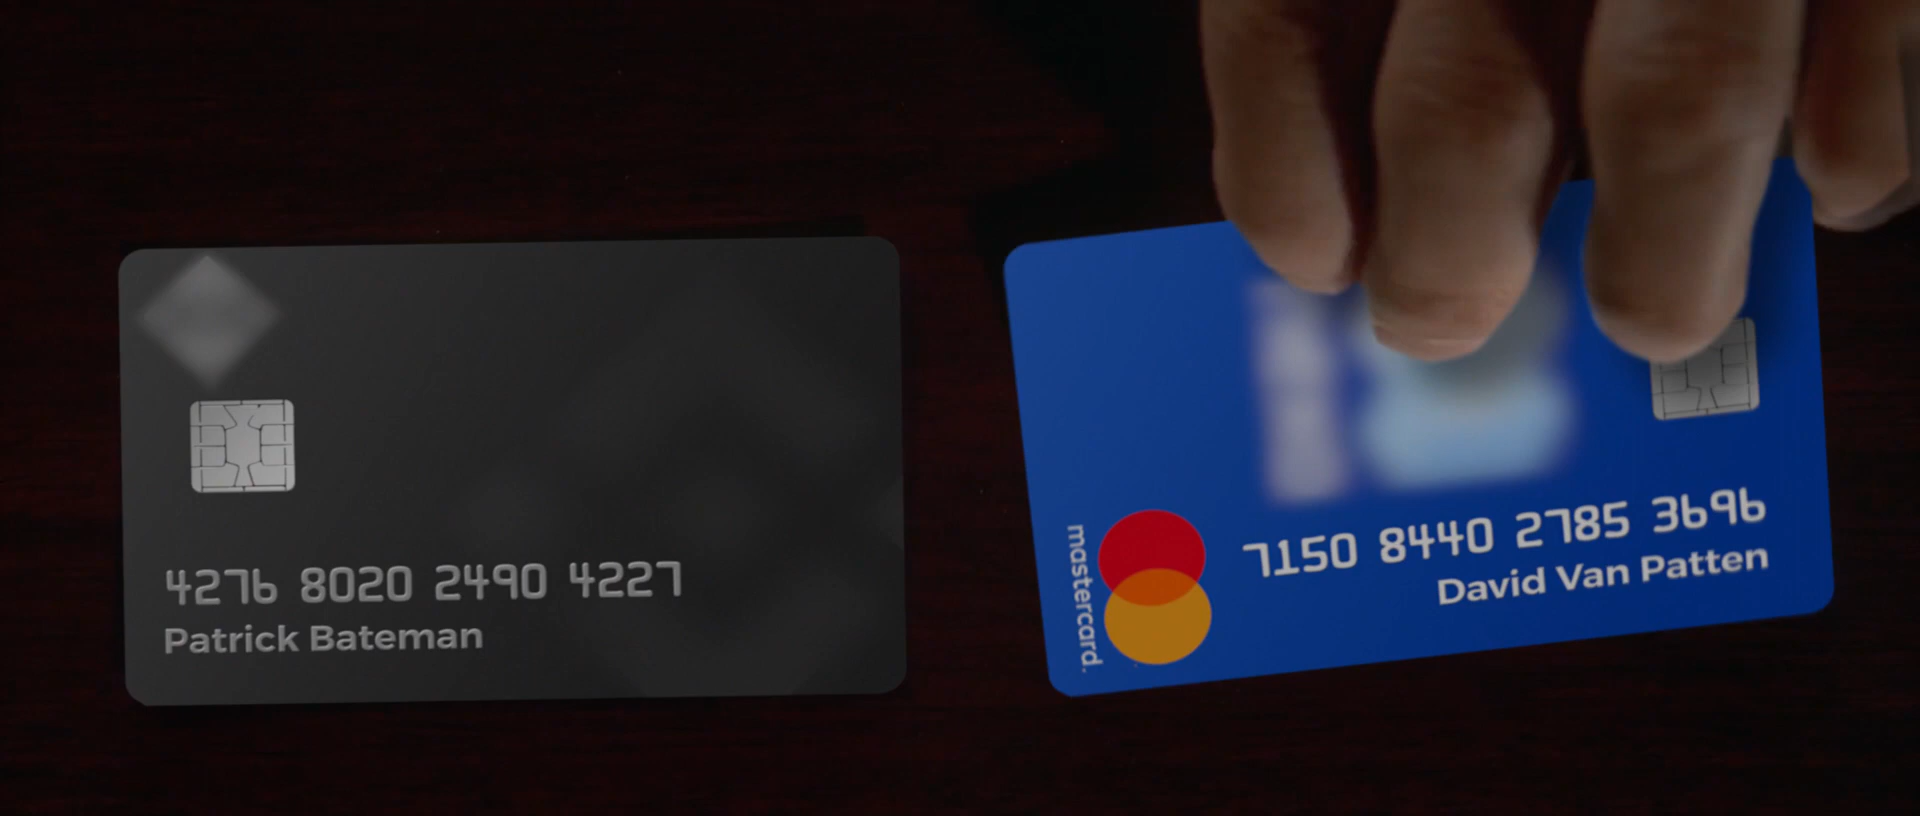 4276 8020 2490 4227
Patrick Bateman
mastercard.
7150 8440 2785 3696
David Van Patten